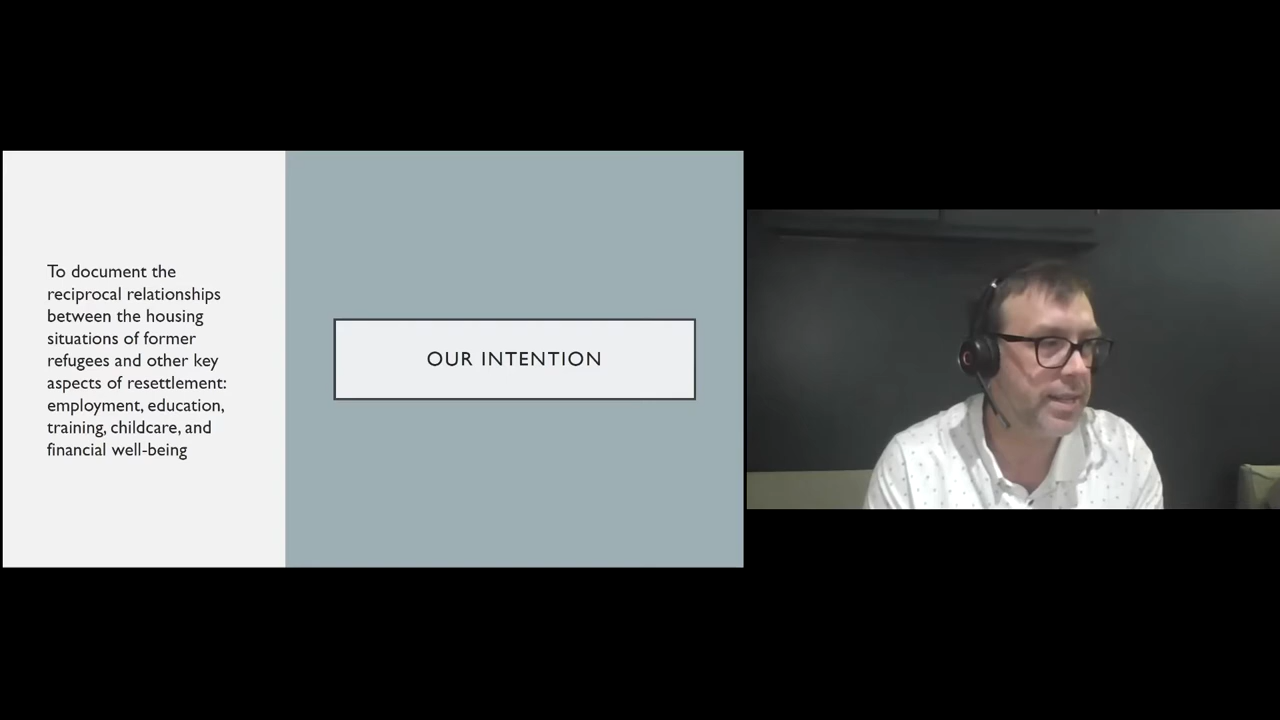 To document the
reciprocal relationships
between the housing
situations of former
refugees and other key
aspects of resettlement:
employment, education,
training, childcare, and
financial well-being
OUR INTENTION